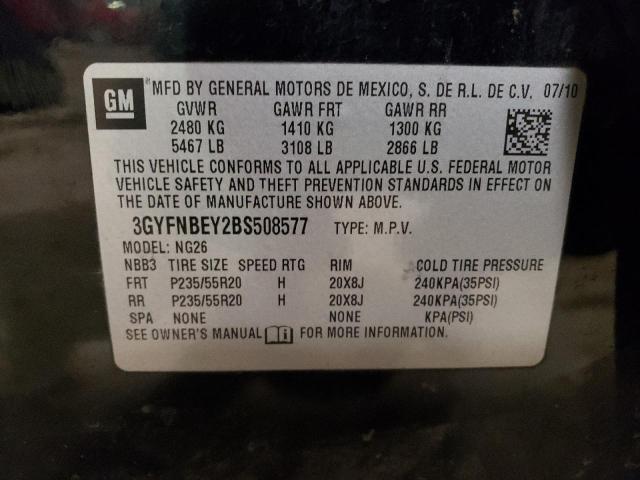 GM MFD BY GENERAL MOTORS DE MEXICO, S. DE R.L. DE C.V. 07/10
GVWR GAWR FRT GAWR RR
2480 KG 1410 KG 1300 KG
5467 LB 3108 LB 2866 LB
THIS VEHICLE CONFORMS TO ALL APPLICABLE U.S. FEDERAL MOTOR
VEHICLE SAFETY AND THEFT PREVENTION STANDARDS IN EFFECT ON
THE DATE OF MANUFACTURE SHOWN ABOVE.
3GYFNBEY2BS508577 TYPE: M.P.V.
MODEL: NG26
NBB3 TIRE SIZE SPEED RTG RIM COLD TIRE PRESSURE
FRT P235/55R20 H 20X8J 240KPA(35PSI)
RR P235/55R20 H 20X8J 240KPA(35PSI)
SPA NONE NONE KPA(PSI)
SEE OWNER'S MANUAL FOR MORE INFORMATION.